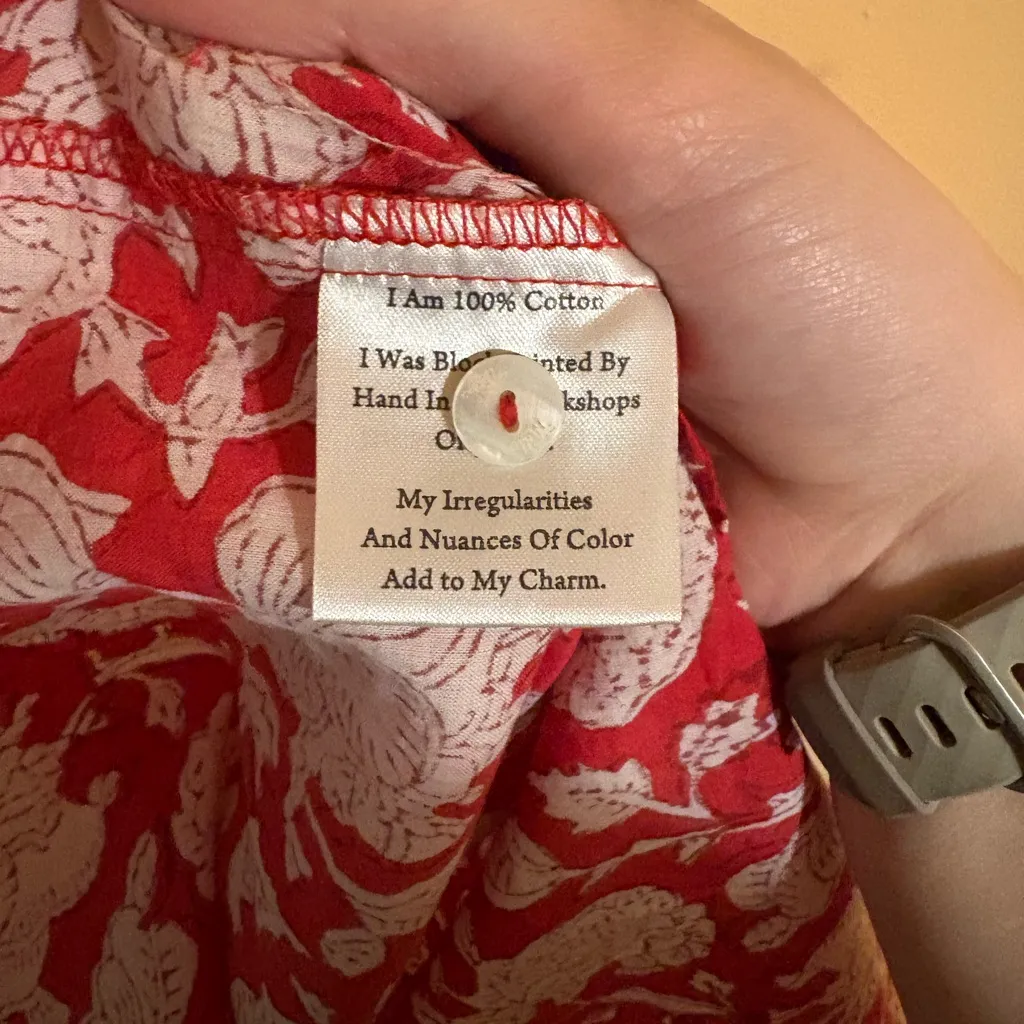 I Am 100% Cotton
I Was By
Hand In
My Irregularities
And Nuances Of Color
Add to My Charm.